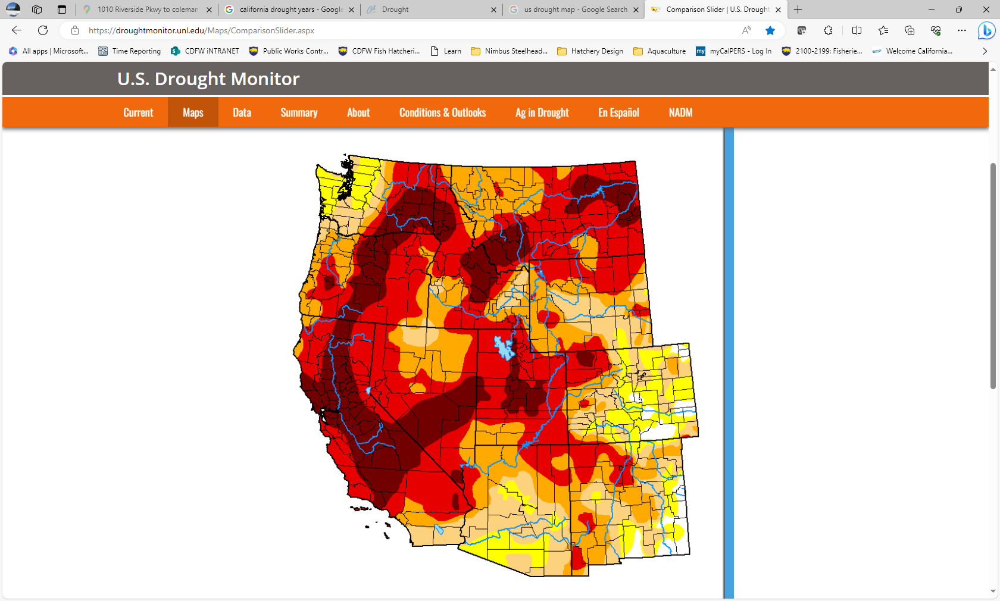 1010 Riverside Pkwy to coleman
california drought years - Google
Drought
us drought map - Google Search
Comparison Slider | U.S. Drought
https://droughtmonitor.unl.edu/Maps/ComparisonSlider.aspx
All apps | Microsoft...
Time Reporting
CDFW iNTRANET
Public Works Contr...
CDFW Fish Hatcheri...
Learn
Nimbus Steelhead...
Hatchery Design
Aquaculture
my
myCalPERS - Log In
2100-2199: Fisherie...
Welcome California...
U.S. Drought Monitor
Current
Maps
Data
Summary
About
Conditions & Outlooks
Ag in Drought
En Español
NADM